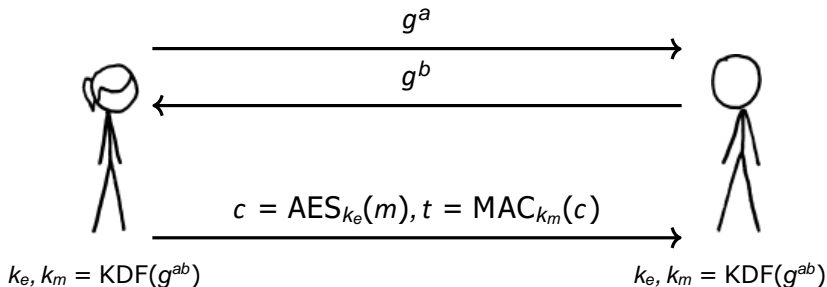 g^a
g^b
c = AES_{k_e}(m), t = MAC_{k_m}(c)
k_e, k_m = KDF(g^{ab})
k_e, k_m = KDF(g^{ab})